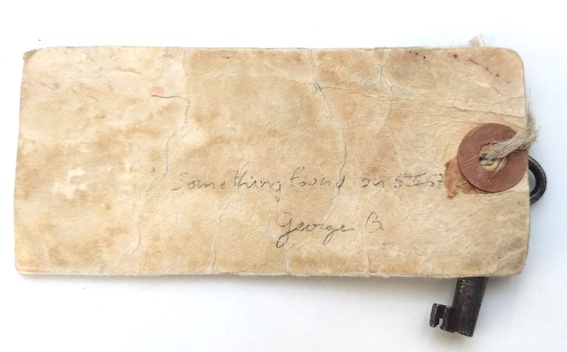 Something found on
George B.